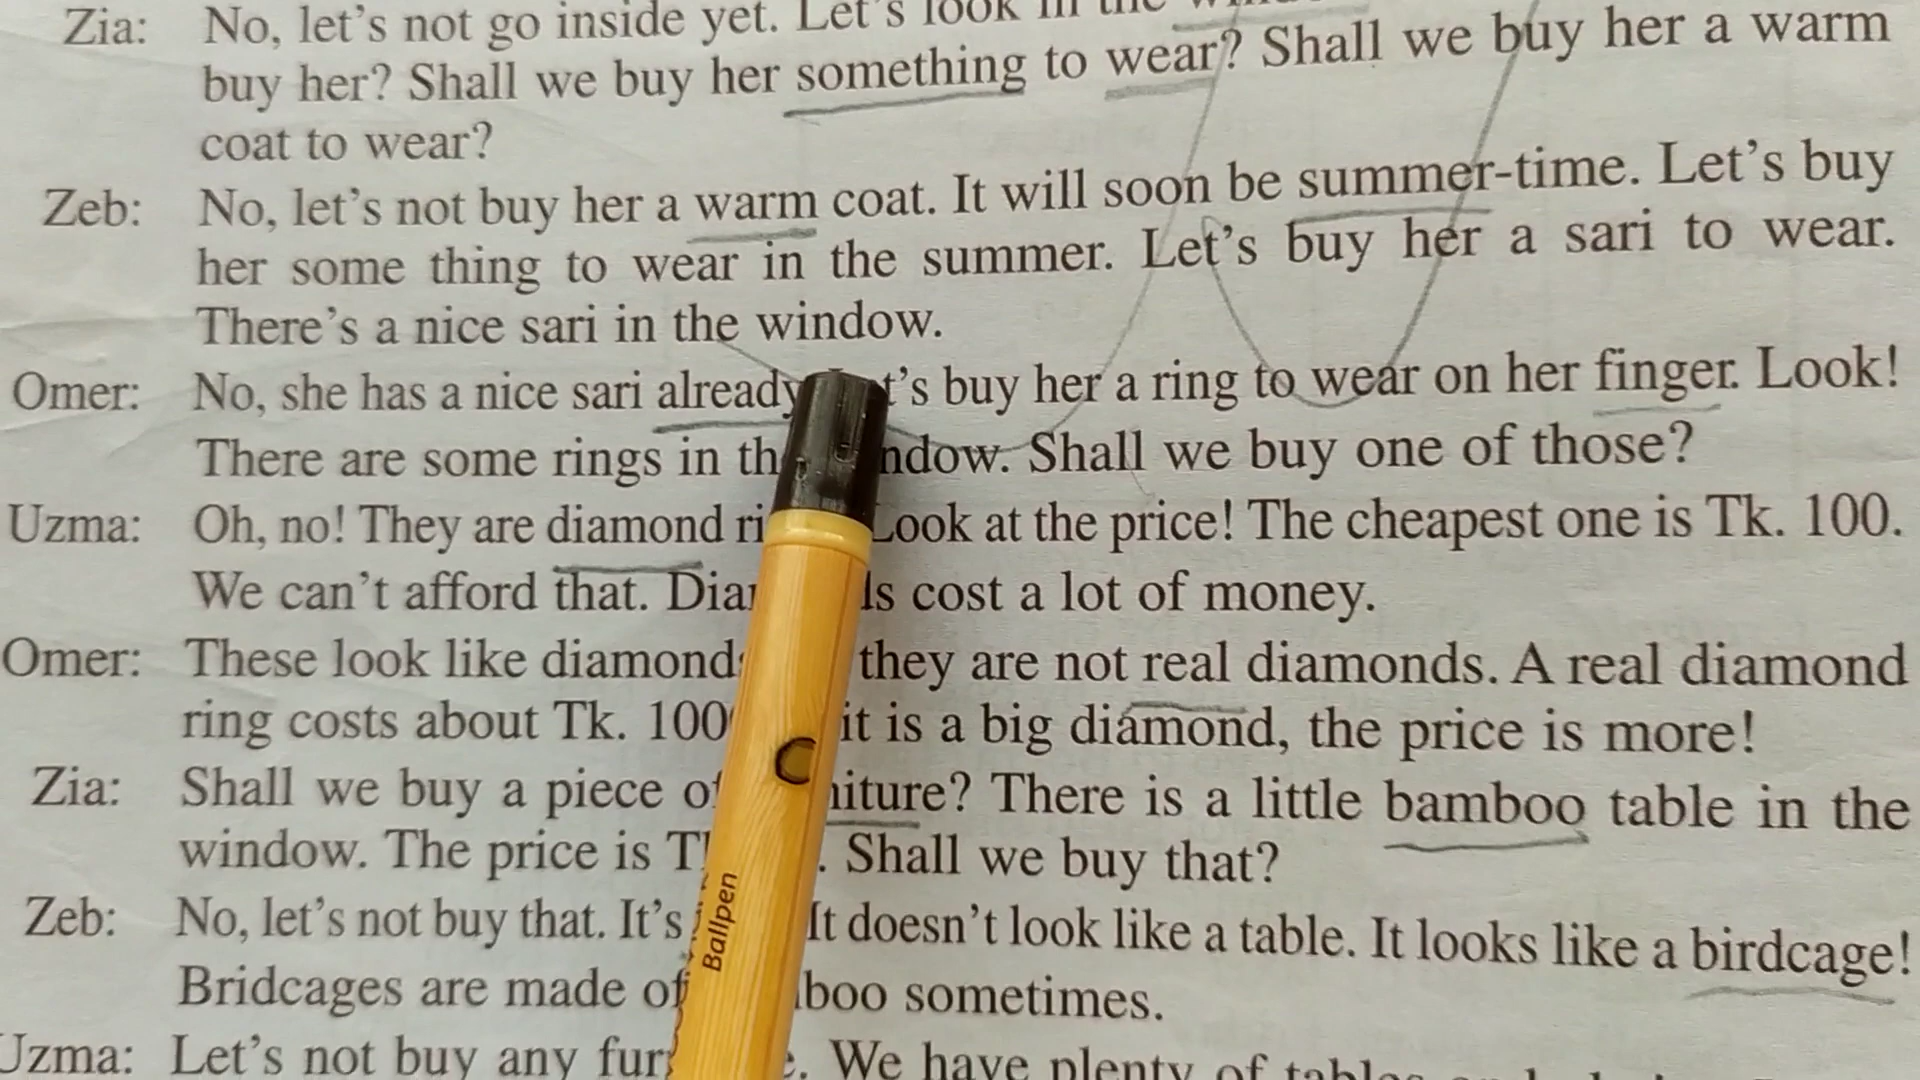 Zia: No, let's not go inside yet. Let's look in the
buy her? Shall we buy her something to wear? Shall we buy her a warm
coat to wear?
Zeb: No, let's not buy her a warm coat. It will soon be summer-time. Let's buy
her some thing to wear in the summer. Let's buy her a sari to wear.
There's a nice sari in the window.
Omer: No, she has a nice sari already buy her a ring to wear on her finger. Look!
There are some rings in Shall we buy one of those?
Uzma: Oh, no! They are diamond Look at the price! The cheapest one is Tk. 100.
We can't afford that. cost a lot of money.
Omer: These look like they are not real diamonds. A real diamond
ring costs about Tk. it is a big diamond, the price is more!
Zia: Shall we buy a piece There is a little bamboo table in the
window. The price is Shall we buy that?
Zeb: No, let's not buy that. It's It doesn't look like a table. It looks like a birdcage!
Bridcages are made sometimes.
Uzma: Let's not buy any We have plenty of tables
Ballpen